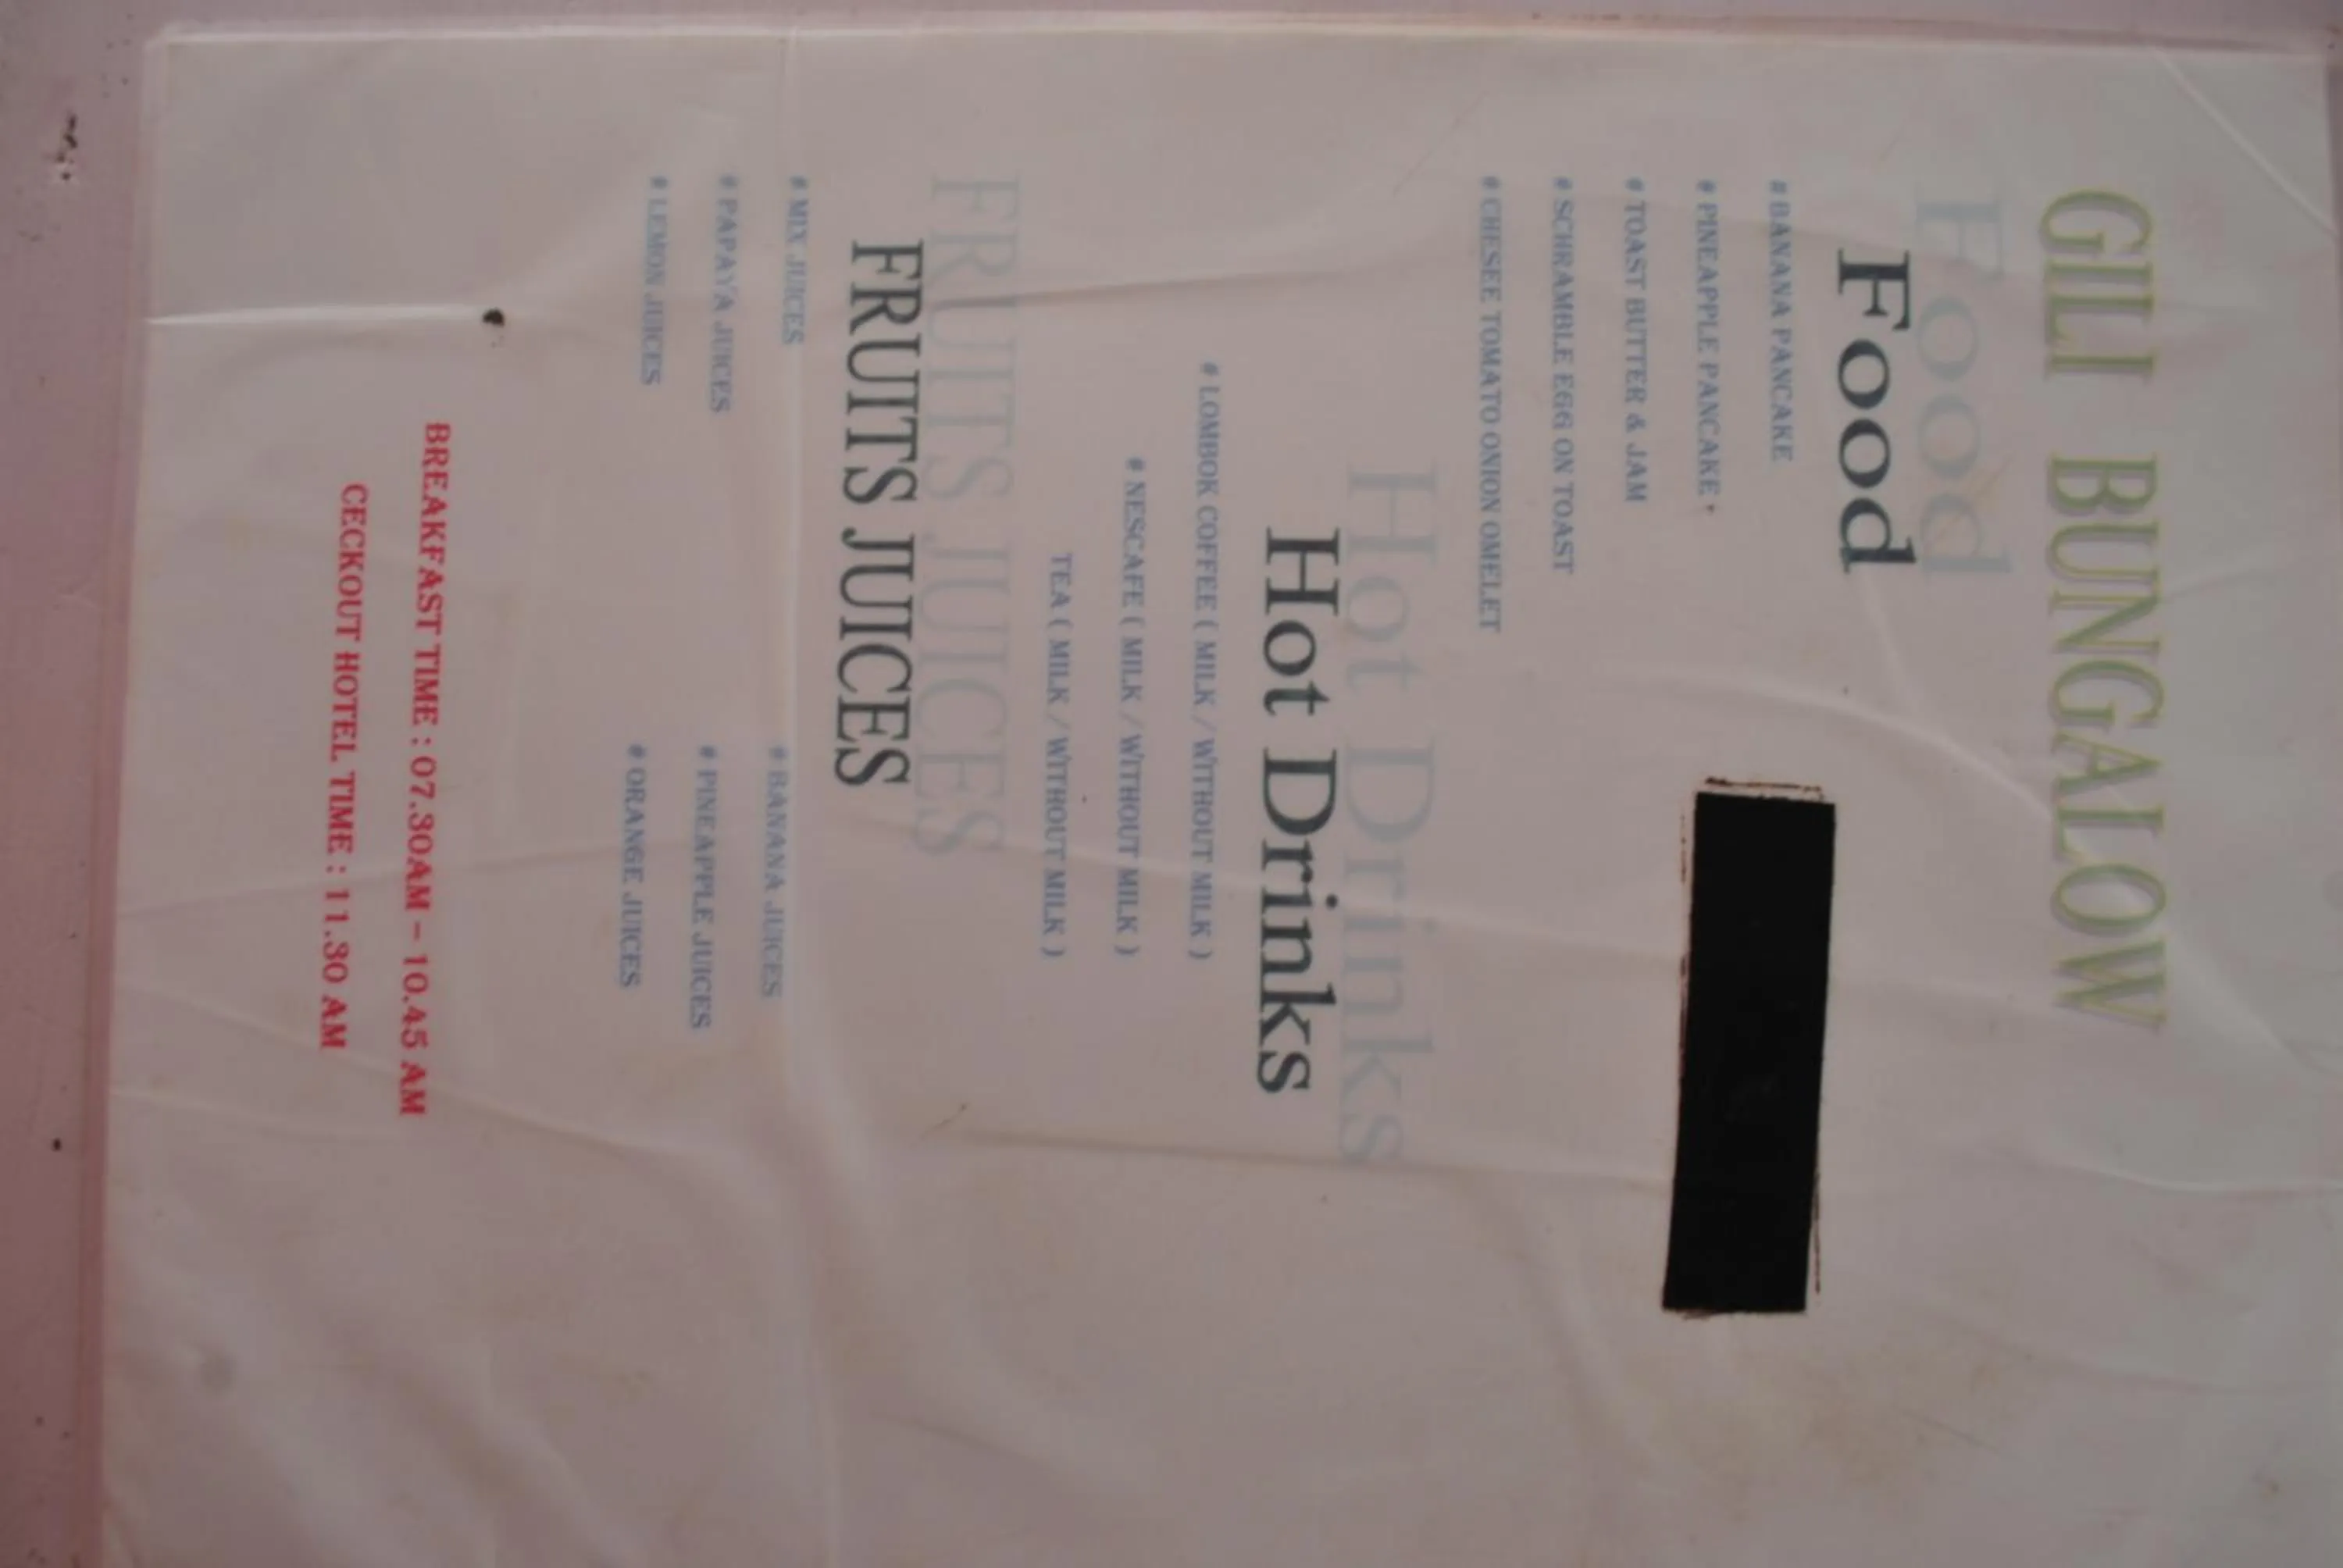 GILI BUNGALOW
Food
# BANANA PANCAKE
# PINEAPPLE PANCAKE
# TOAST BUTTER & JAM
# SCHRAMBLE EGG ON TOAST
# CHESEE TOMATO ONION OMELET
Hot Drinks
# LOMBOK COFFEE ( MILK / WITHOUT MILK )
# NESCAFE ( MILK / WITHOUT MILK )
TEA ( MILK / WITHOUT MILK )
FRUITS JUICES
# MIX JUICES # BANANA JUICES
# PAPAYA JUICES # PINEAPPLE JUICES
# LEMON JUICES # ORANGE JUICES
BREAKFAST TIME : 07.30AM – 10.45 AM
CECKOUT HOTEL TIME : 11.30 AM